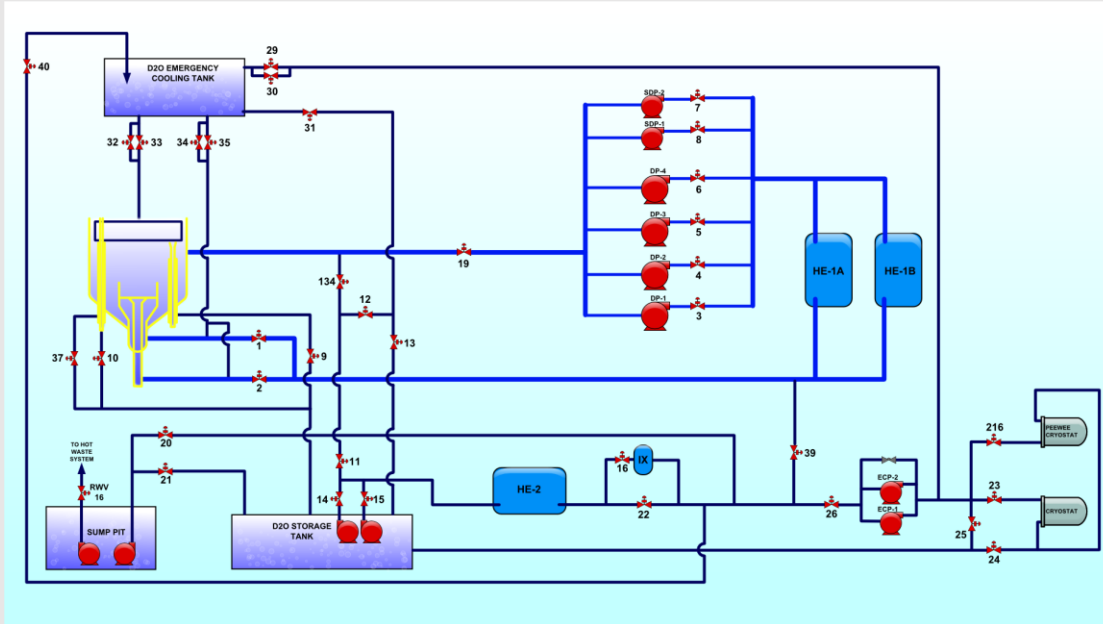 40
D2O EMERGENCY
COOLING TANK
29
30
31
32
33
34
35
SDP-2
7
SDP-1
8
DP-4
6
DP-3
5
DP-2
4
DP-1
3
HE-1A
HE-1B
19
134
12
13
1
2
9
37
10
20
21
TO HOT
WASTE
SYSTEM
RWV
16
SUMP PIT
11
14
15
D2O STORAGE
TANK
HE-2
16
IX
22
39
26
ECP-2
ECP-1
216
PEEWEE
CRYOSTAT
23
CRYOSTAT
25
24